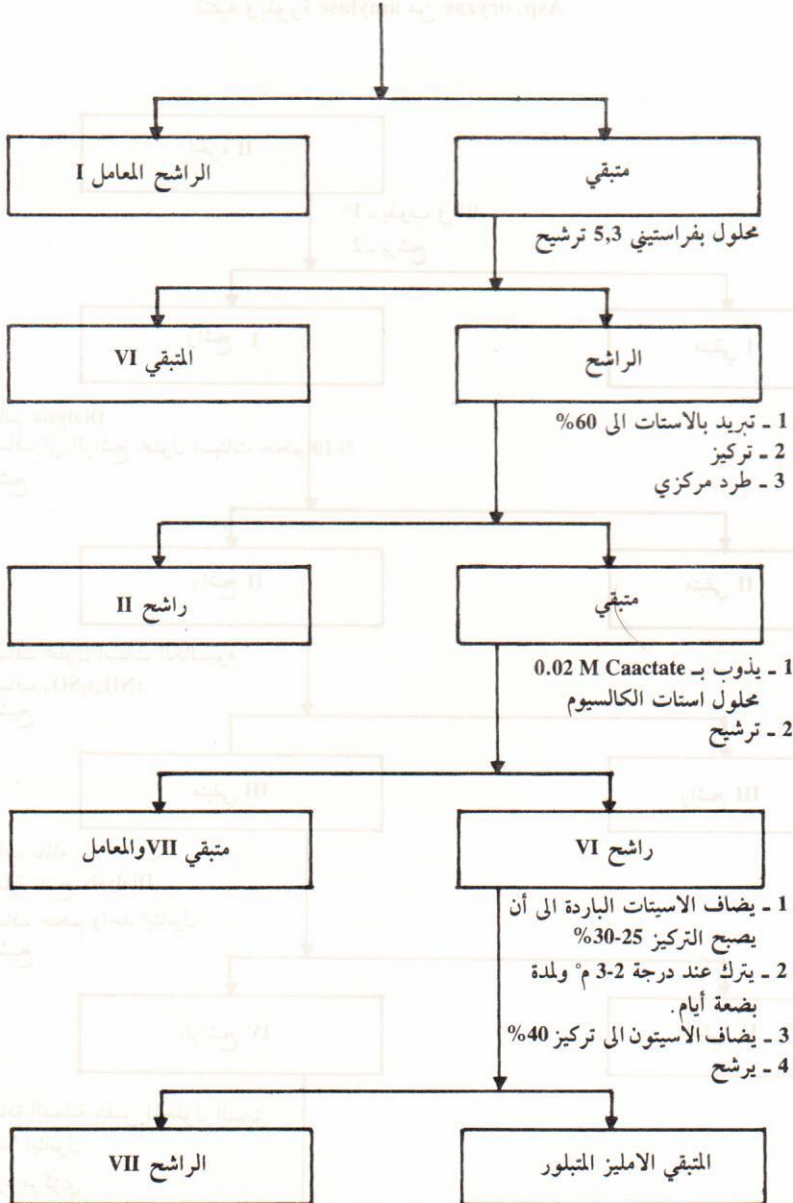 متبقي
الراشح المعامل I
محلول بفراستيني 5,3 ترشيح
الراشح
المتبقي VI
1 ـ تبريد بالاستات الى 60%
2 ـ تركيز
3 ـ طرد مركزي
متبقي
راشح II
1 ـ يذوب بـ 0.02 M Caactate
محلول استات الكالسيوم
2 ـ ترشيح
راشح VI
متبقي VII والمعامل
1 ـ يضاف الاسيتات الباردة الى أن
يصبح التركيز 25-30%
2 ـ يترك عند درجة 2-3 م° ولمدة
بضعة أيام.
3 ـ يضاف الاسيتون الى تركيز 40%
4 ـ يرشح
المتبقي الامليز المتبلور
الراشح VII